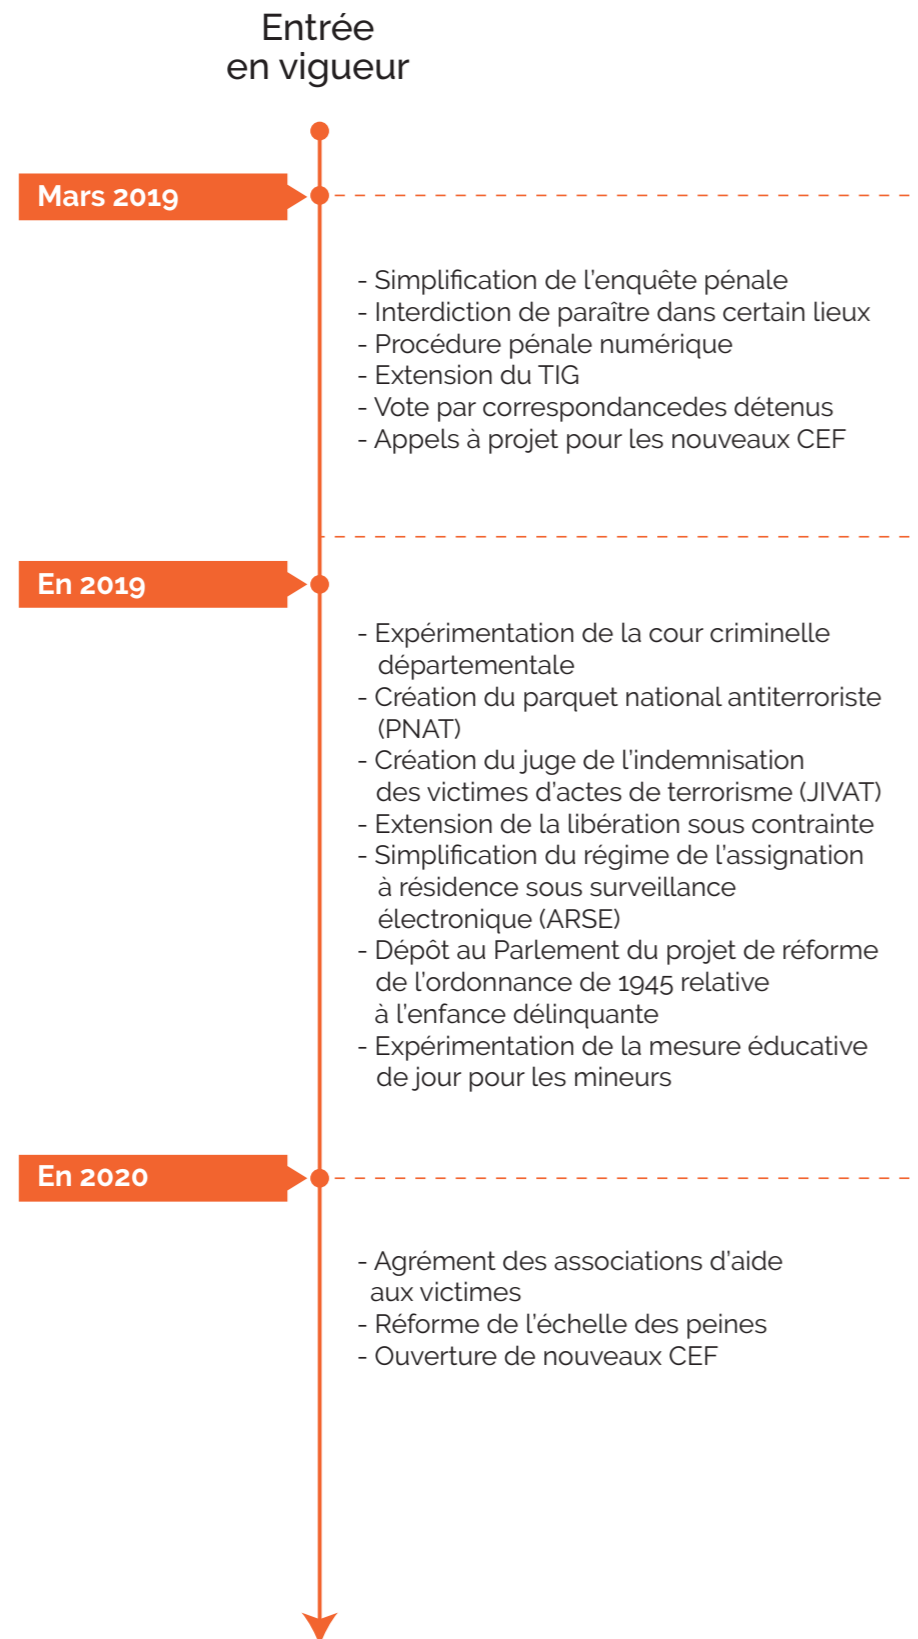 Entrée
en vigueur
Mars 2019
- Simplification de l'enquête pénale
- Interdiction de paraître dans certain lieux
- Procédure pénale numérique
- Extension du TIG
- Vote par correspondancedes détenus
- Appels à projet pour les nouveaux CEF
En 2019
- Expérimentation de la cour criminelle
départementale
- Création du parquet national antiterroriste
(PNAT)
- Création du juge de l'indemnisation
des victimes d'actes de terrorisme (JIVAT)
- Extension de la libération sous contrainte
- Simplification du régime de l'assignation
à résidence sous surveillance
électronique (ARSE)
- Dépôt au Parlement du projet de réforme
de l'ordonnance de 1945 relative
à l'enfance délinquante
- Expérimentation de la mesure éducative
de jour pour les mineurs
En 2020
- Agrément des associations d'aide
aux victimes
- Réforme de l'échelle des peines
- Ouverture de nouveaux CEF